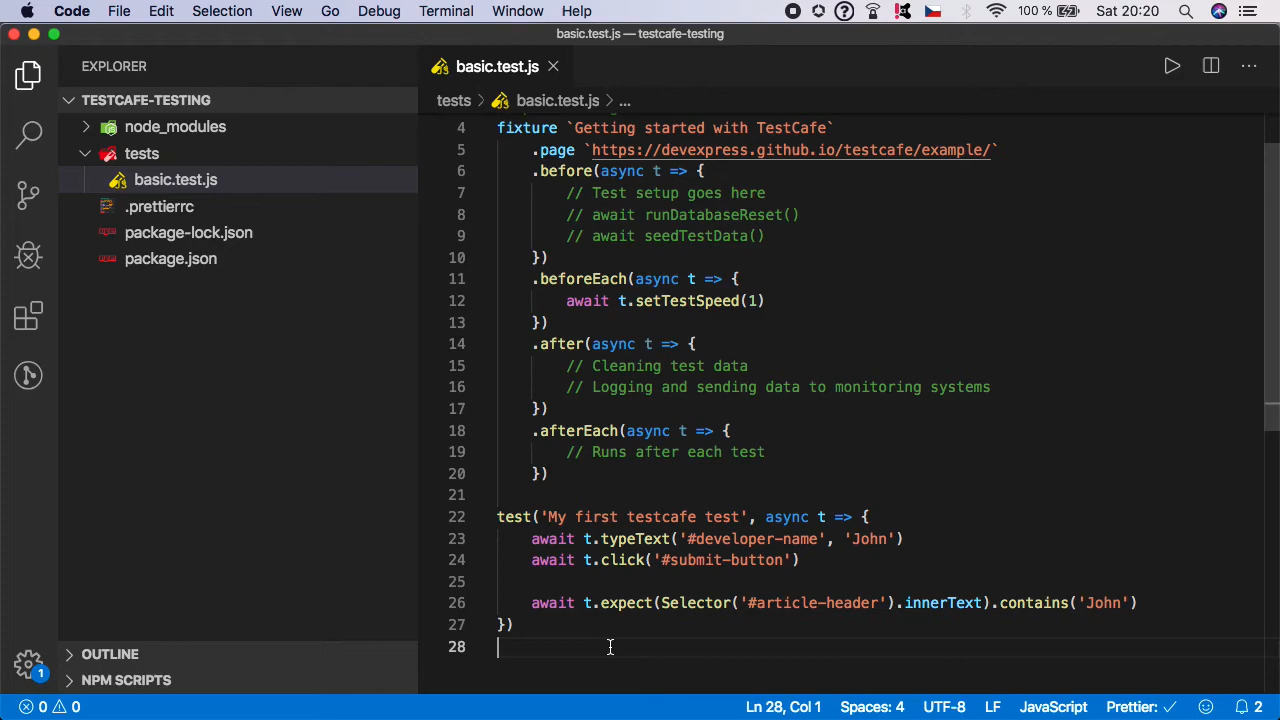 Code File Edit Selection View Go Debug Terminal Window Help 100 % Sat 20:20
basic.test.js — testcafe-testing
EXPLORER
basic.test.js
TESTCAFE-TESTING
node_modules
tests
basic.test.js
.prettierrc
package-lock.json
package.json
OUTLINE
NPM SCRIPTS
1
tests > basic.test.js > ...
4 fixture `Getting started with TestCafe`
5 .page `https://devexpress.github.io/testcafe/example/`
6 .before(async t => {
7 // Test setup goes here
8 // await runDatabaseReset()
9 // await seedTestData()
10 })
11 .beforeEach(async t => {
12 await t.setTestSpeed(1)
13 })
14 .after(async t => {
15 // Cleaning test data
16 // Logging and sending data to monitoring systems
17 })
18 .afterEach(async t => {
19 // Runs after each test
20 })
21
22 test('My first testcafe test', async t => {
23 await t.typeText('#developer-name', 'John')
24 await t.click('#submit-button')
25
26 await t.expect(Selector('#article-header').innerText).contains('John')
27 })
28
0 0 Ln 28, Col 1 Spaces: 4 UTF-8 LF JavaScript Prettier: ✓ 2